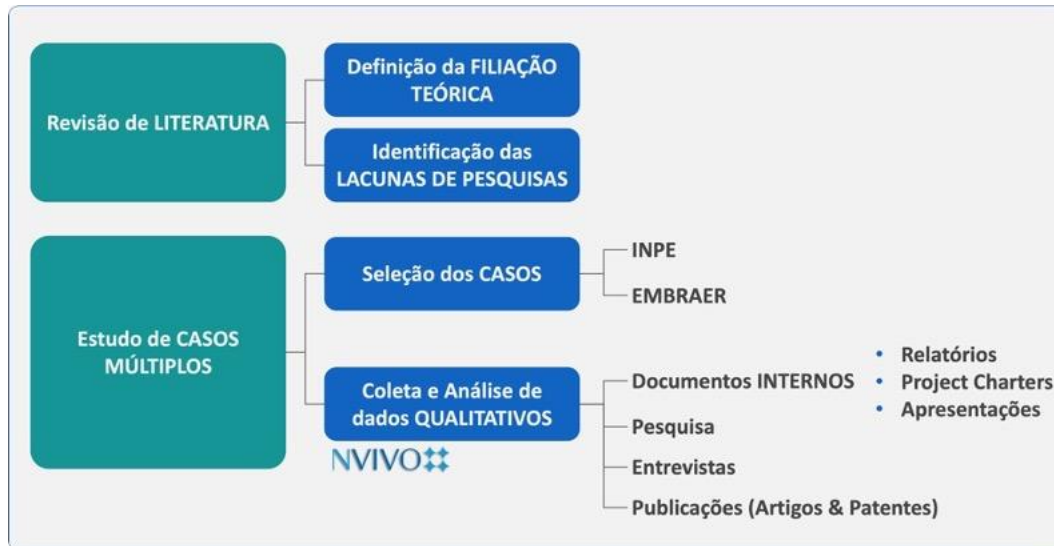 Revisão de LITERATURA
Definição da FILIAÇÃO
TEÓRICA
Identificação das
LACUNAS DE PESQUISAS
Estudo de CASOS
MÚLTIPLOS
Seleção dos CASOS
INPE
EMBRAER
Coleta e Análise de
dados QUALITATIVOS
NVIVO
Documentos INTERNOS
• Relatórios
• Project Charters
• Apresentações
Pesquisa
Entrevistas
Publicações (Artigos & Patentes)